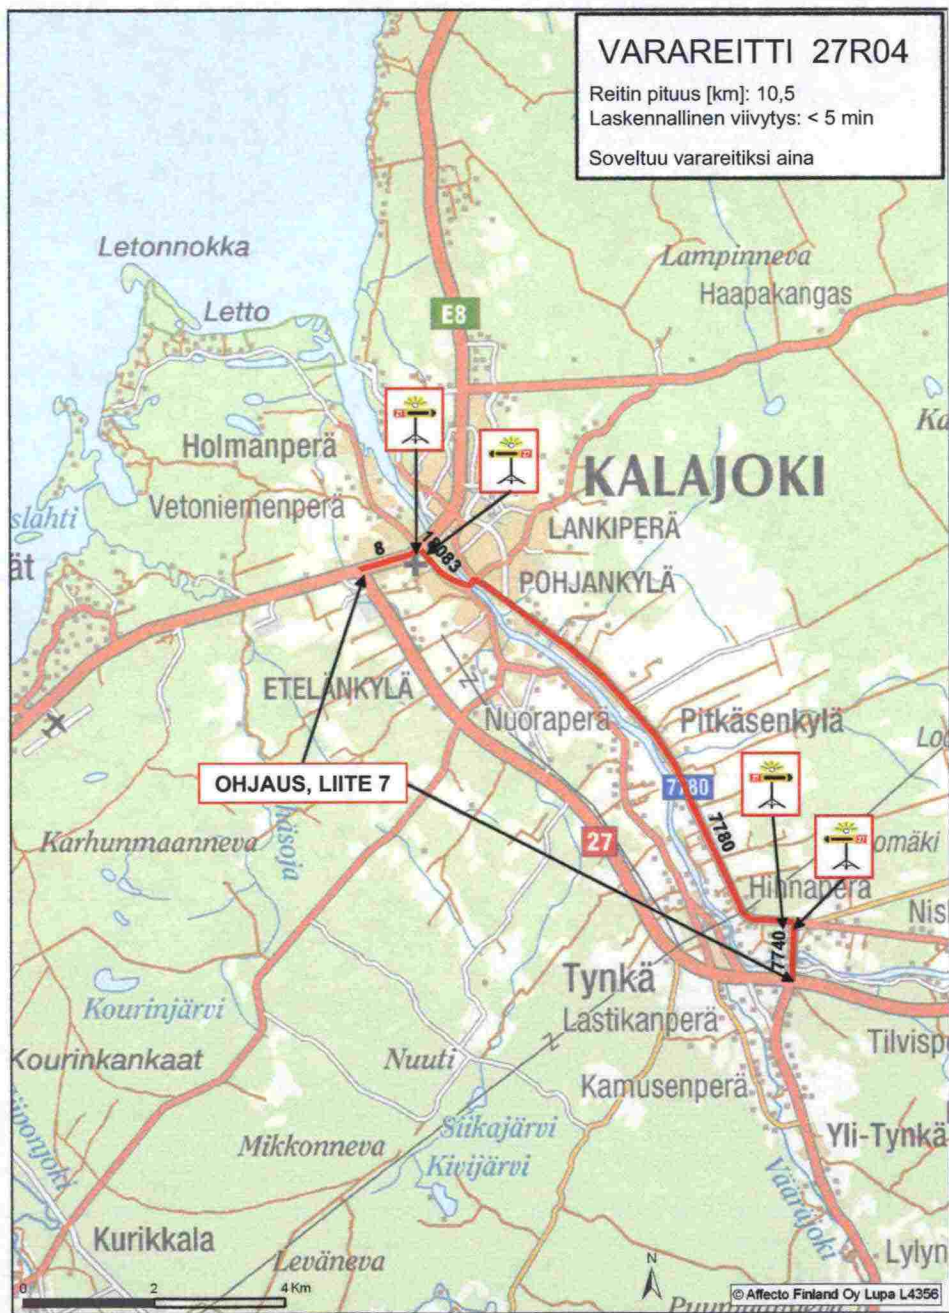 VARAREITTI 27R04
Reitin pituus [km]: 10,5
Laskennallinen viivytys: < 5 min
Soveltuu varareitiksi aina
Letonnokka
Letto
Lampinneva
Haapakangas
E8
Holmanperä
KALAJOKI
Vetoniemenperä
LANKIPERÄ
8
18083
POHJANKYLÄ
ETELÄNKYLÄ
Nuoraperä
Pitkäsenkylä
OHJAUS, LIITE 7
7780
7780
27
Karhunmaanneva
Hihnaperä
7740
Tynkä
Kourinjärvi
Lastikanperä
Kourinkankaat
Nuuti
Kamusenperä
Siikajärvi
Mikkonneva
Kivijärvi
Yli-Tynkä
Vääräjoki
Kurikkala
Leväneva
0 2 4 Km
N
© Affecto Finland Oy Lupa L4356